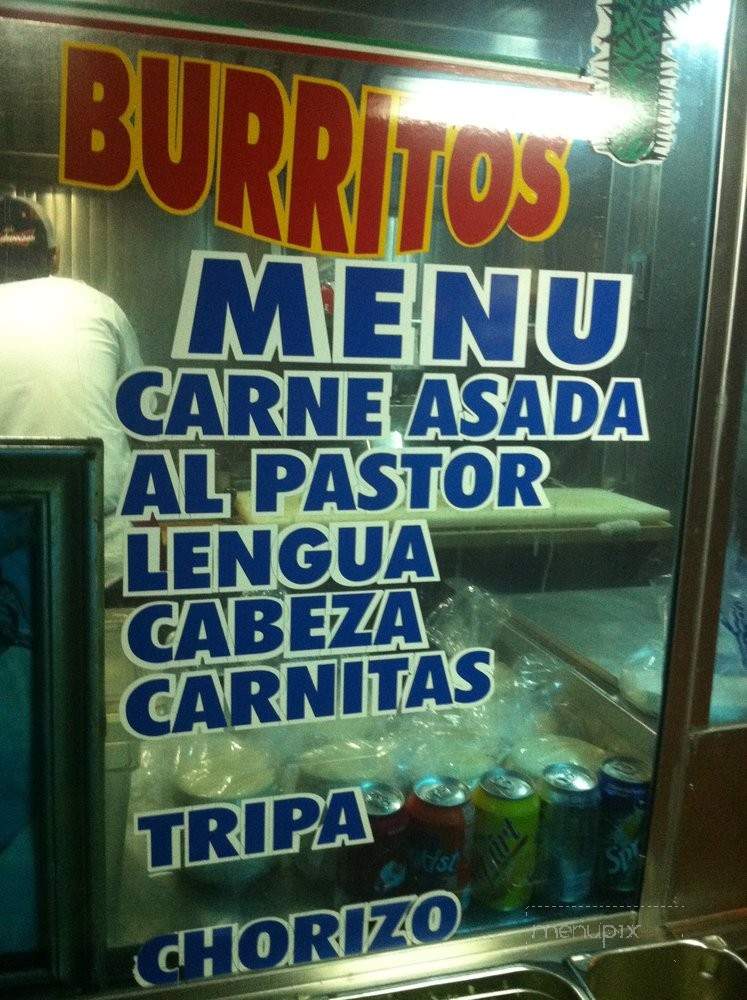 BURRITOS
MENU
CARNE ASADA
AL PASTOR
LENGUA
CABEZA
CARNITAS
TRIPA
CHORIZO
menupix